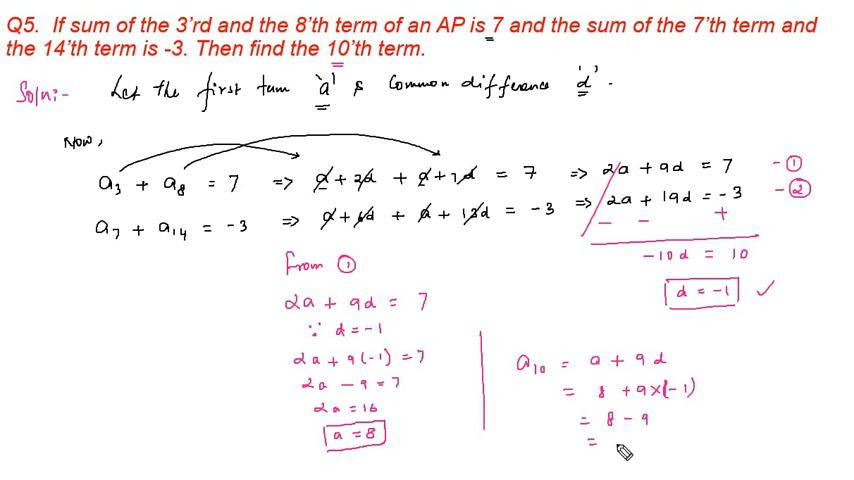 Q5. If sum of the 3'rd and the 8'th term of an AP is 7 and the sum of the 7'th term and
the 14'th term is -3. Then find the 10'th term.
Soln:- Let the first term 'a' & common difference 'd'.
Now,
a3 + a8 = 7 => a + 2d + a + 7d = 7 => 2a + 9d = 7 - ①
a7 + a14 = -3 => a + 6d + a + 13d = -3 => 2a + 19d = -3 - ②
- - +
-10d = 10
d = -1 ✓
From ①
2a + 9d = 7
∵ d = -1
2a + 9(-1) = 7
2a - 9 = 7
2a = 16
a = 8
a10 = a + 9d
= 8 + 9×(-1)
= 8 - 9
=